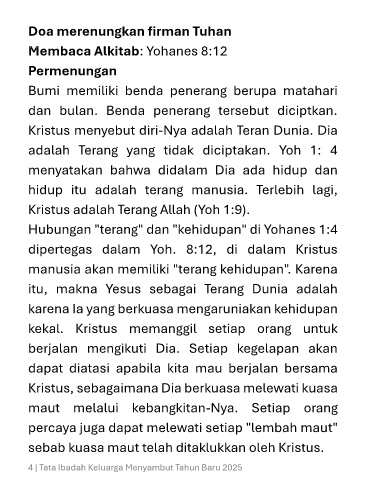 Doa merenungkan firman Tuhan
Membaca Alkitab: Yohanes 8:12
Permenungan
Bumi memiliki benda penerang berupa matahari
dan bulan. Benda penerang tersebut diciptkan.
Kristus menyebut diri-Nya adalah Teran Dunia. Dia
adalah Terang yang tidak diciptakan. Yoh 1: 4
menyatakan bahwa didalam Dia ada hidup dan
hidup itu adalah terang manusia. Terlebih lagi,
Kristus adalah Terang Allah (Yoh 1:9).
Hubungan "terang" dan "kehidupan" di Yohanes 1:4
dipertegas dalam Yoh. 8:12, di dalam Kristus
manusia akan memiliki "terang kehidupan". Karena
itu, makna Yesus sebagai Terang Dunia adalah
karena Ia yang berkuasa mengaruniakan kehidupan
kekal. Kristus memanggil setiap orang untuk
berjalan mengikuti Dia. Setiap kegelapan akan
dapat diatasi apabila kita mau berjalan bersama
Kristus, sebagaimana Dia berkuasa melewati kuasa
maut melalui kebangkitan-Nya. Setiap orang
percaya juga dapat melewati setiap "lembah maut"
sebab kuasa maut telah ditaklukkan oleh Kristus.
4 | Tata Ibadah Keluarga Menyambut Tahun Baru 2025